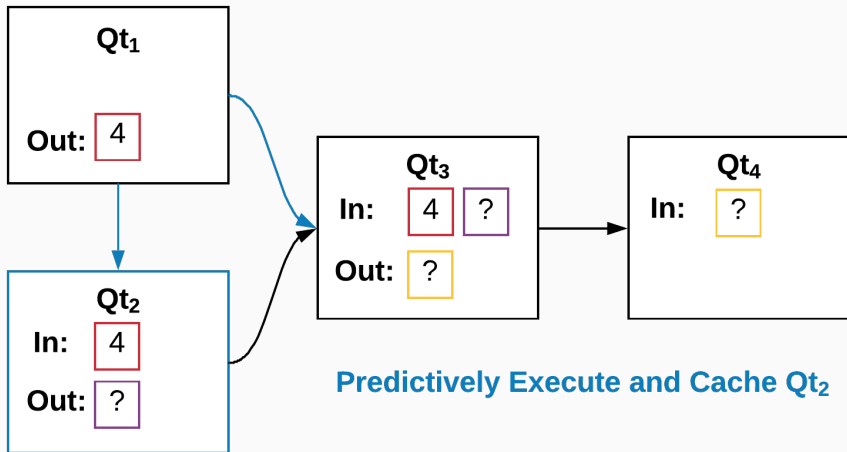 Qt₁
Out: 4
Qt₂
In: 4
Out: ?
Qt₃
In: 4 ?
Out: ?
Qt₄
In: ?
Predictively Execute and Cache Qt₂